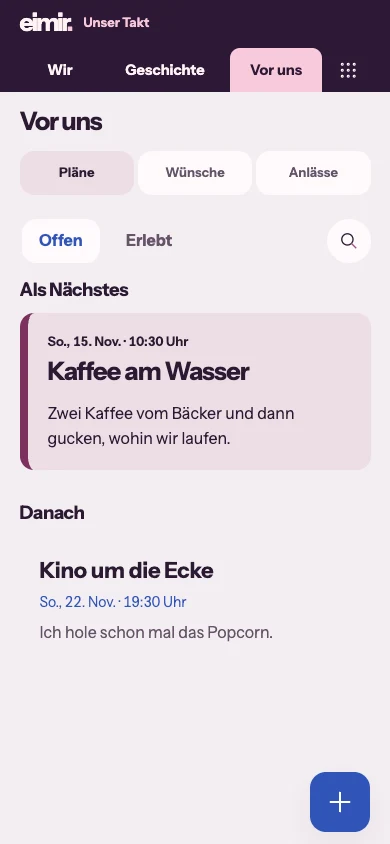 eimir. Unser Takt
Wir Geschichte Vor uns
Vor uns
Pläne Wünsche Anlässe
Offen Erlebt
Als Nächstes
So., 15. Nov. · 10:30 Uhr
Kaffee am Wasser
Zwei Kaffee vom Bäcker und dann
gucken, wohin wir laufen.
Danach
Kino um die Ecke
So., 22. Nov. · 19:30 Uhr
Ich hole schon mal das Popcorn.